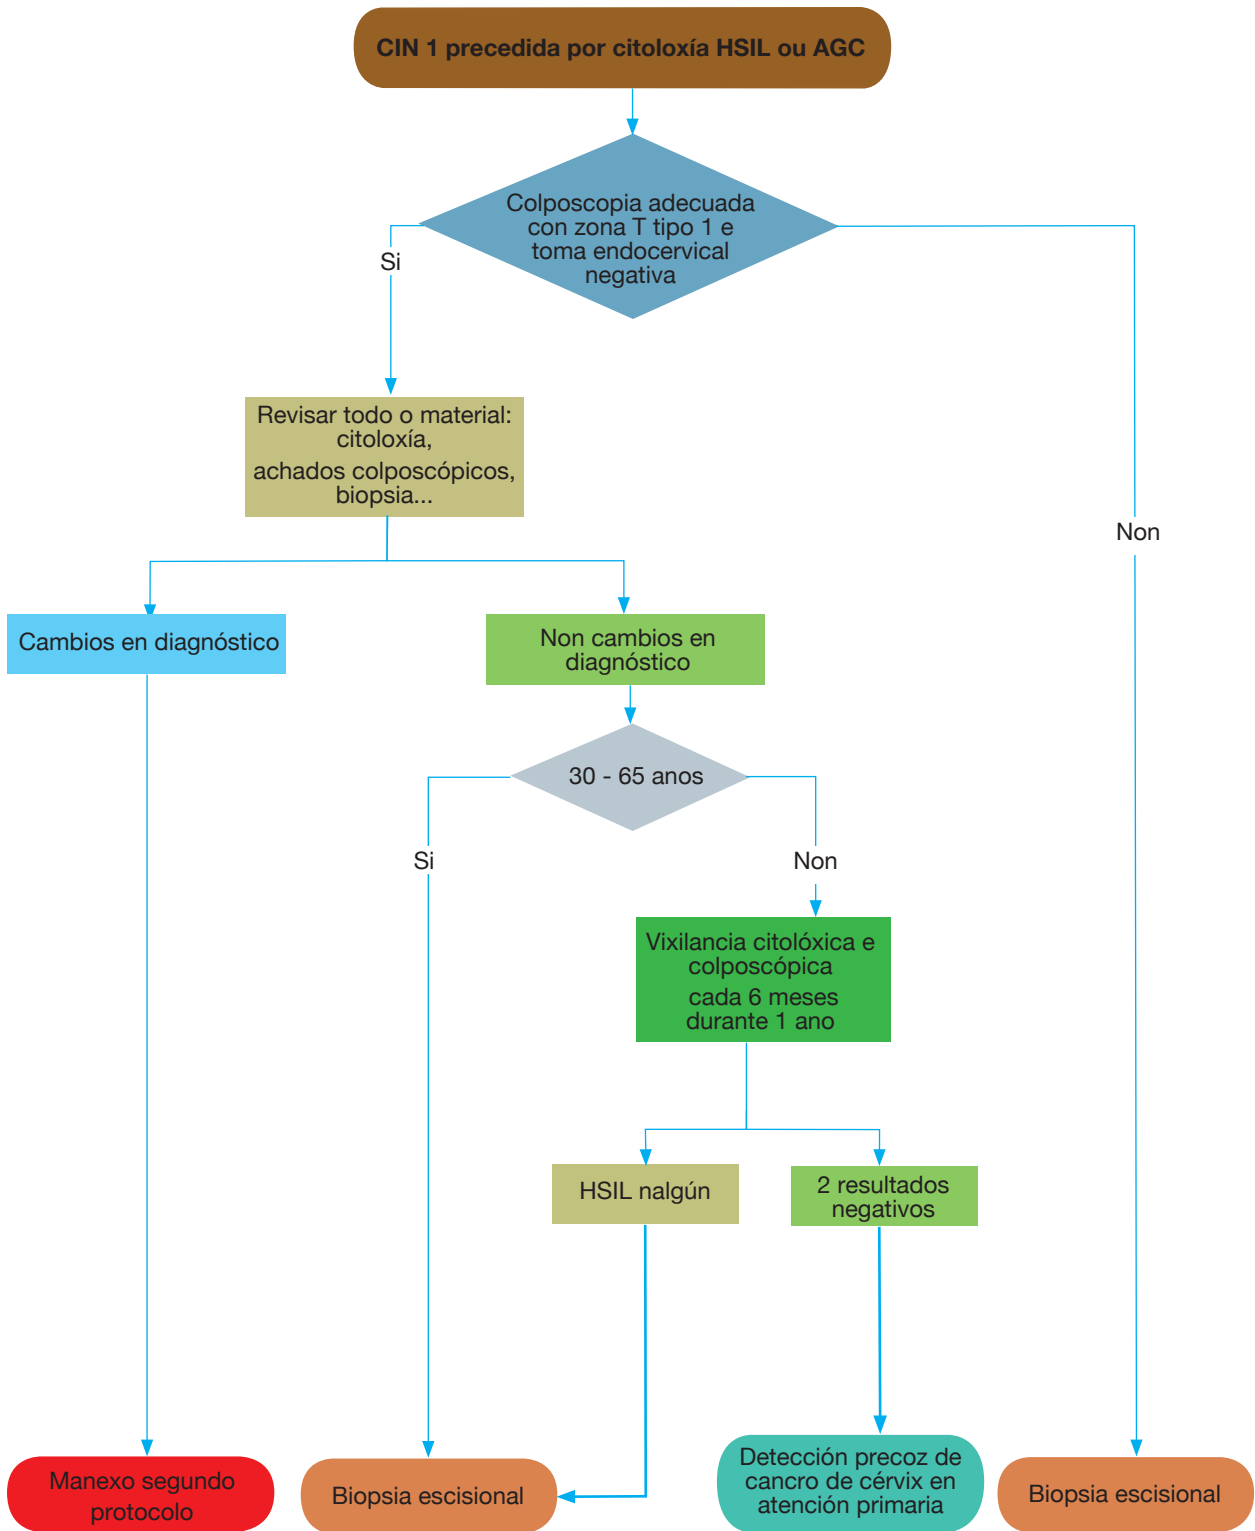 CIN 1 precedida por citoloxía HSIL ou AGC
Colposcopia adecuada
con zona T tipo 1 e
toma endocervical
negativa
Si
Revisar todo o material:
citoloxía,
achados colposcópicos,
biopsia...
Non
Cambios en diagnóstico
Non cambios en
diagnóstico
30 - 65 anos
Si
Non
Vixilancia citolóxica e
colposcópica
cada 6 meses
durante 1 ano
HSIL nalgún
2 resultados
negativos
Manexo segundo
protocolo
Biopsia escisional
Detección precoz de
cancro de cérvix en
atención primaria
Biopsia escisional